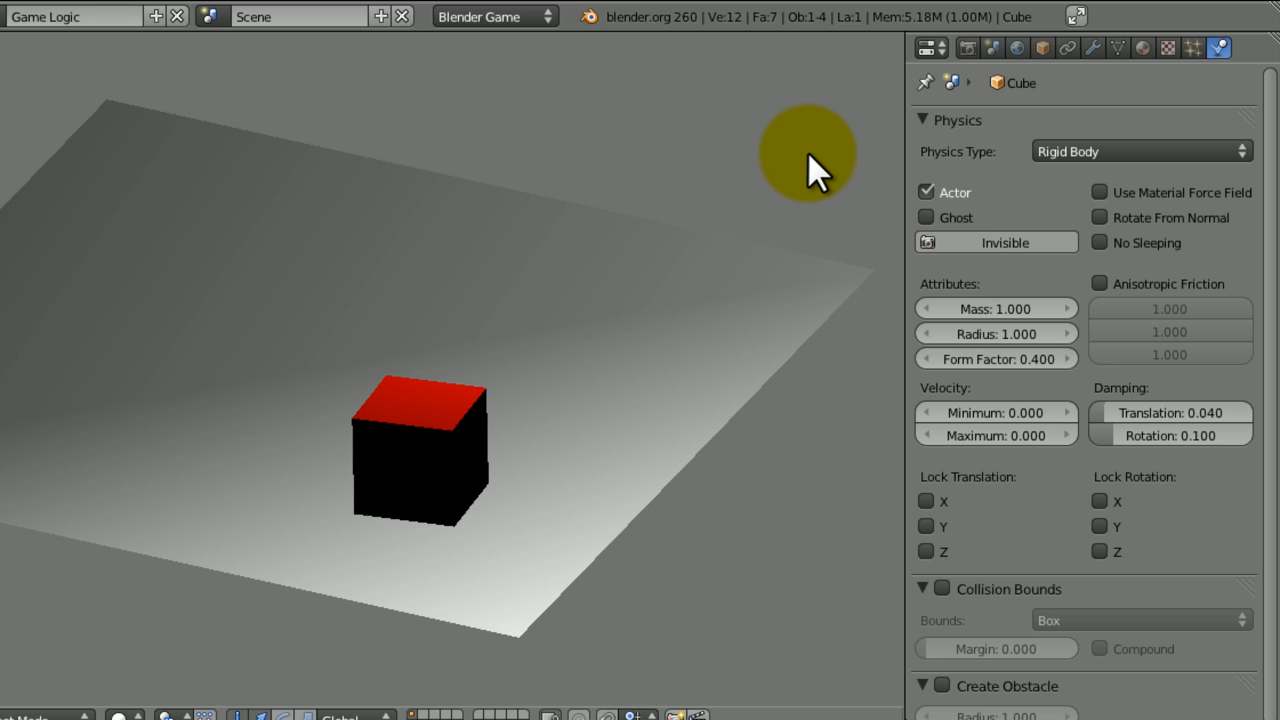 Game Logic Scene Blender Game blender.org 260 | Ve:12 | Fa:7 | Ob:1-4 | La:1 | Mem:5.18M (1.00M) | Cube
Cube
Physics
Physics Type: Rigid Body
Actor Use Material Force Field
Ghost Rotate From Normal
Invisible No Sleeping
Attributes: Anisotropic Friction
Mass: 1.000 1.000
Radius: 1.000 1.000
Form Factor: 0.400 1.000
Velocity: Damping:
Minimum: 0.000 Translation: 0.040
Maximum: 0.000 Rotation: 0.100
Lock Translation: Lock Rotation:
X X
Y Y
Z Z
Collision Bounds
Bounds: Box
Margin: 0.000 Compound
Create Obstacle
Radius: 1.000
Global